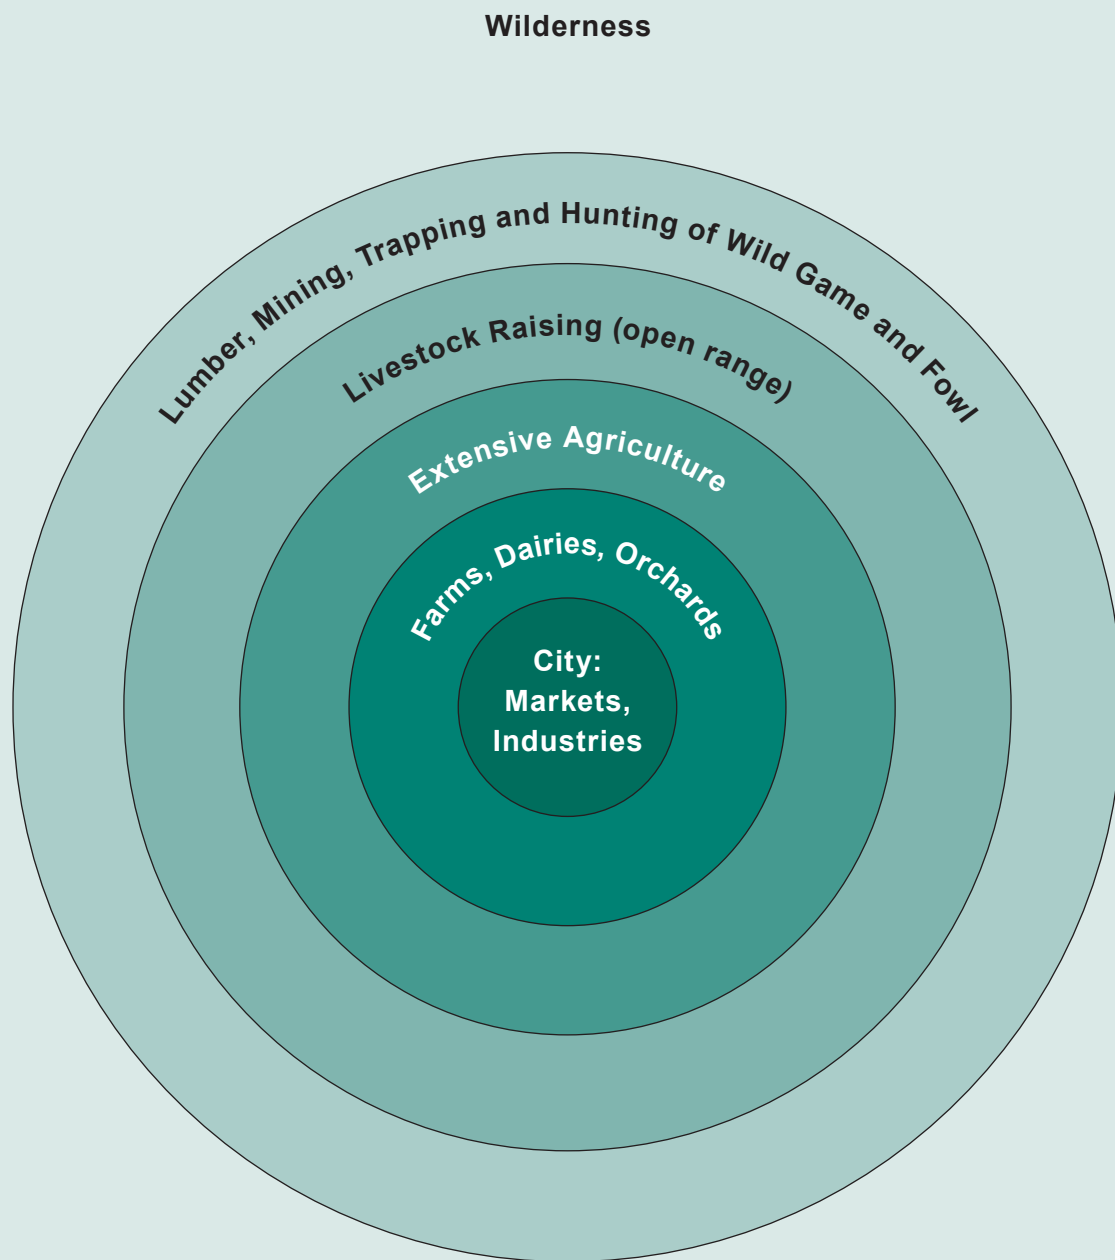 Wilderness
Lumber, Mining, Trapping and Hunting of Wild Game and Fowl
Livestock Raising (open range)
Extensive Agriculture
Farms, Dairies, Orchards
City:
Markets,
Industries